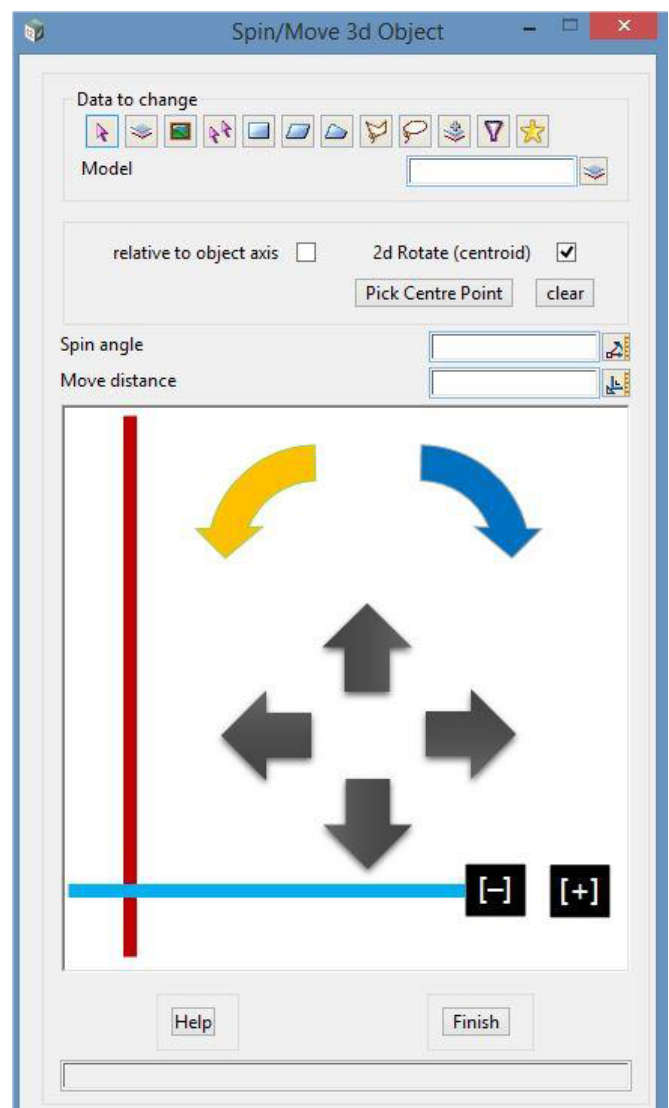 Spin/Move 3d Object
Data to change
Model
relative to object axis 2d Rotate (centroid)
Pick Centre Point clear
Spin angle
Move distance
[–] [+]
Help Finish